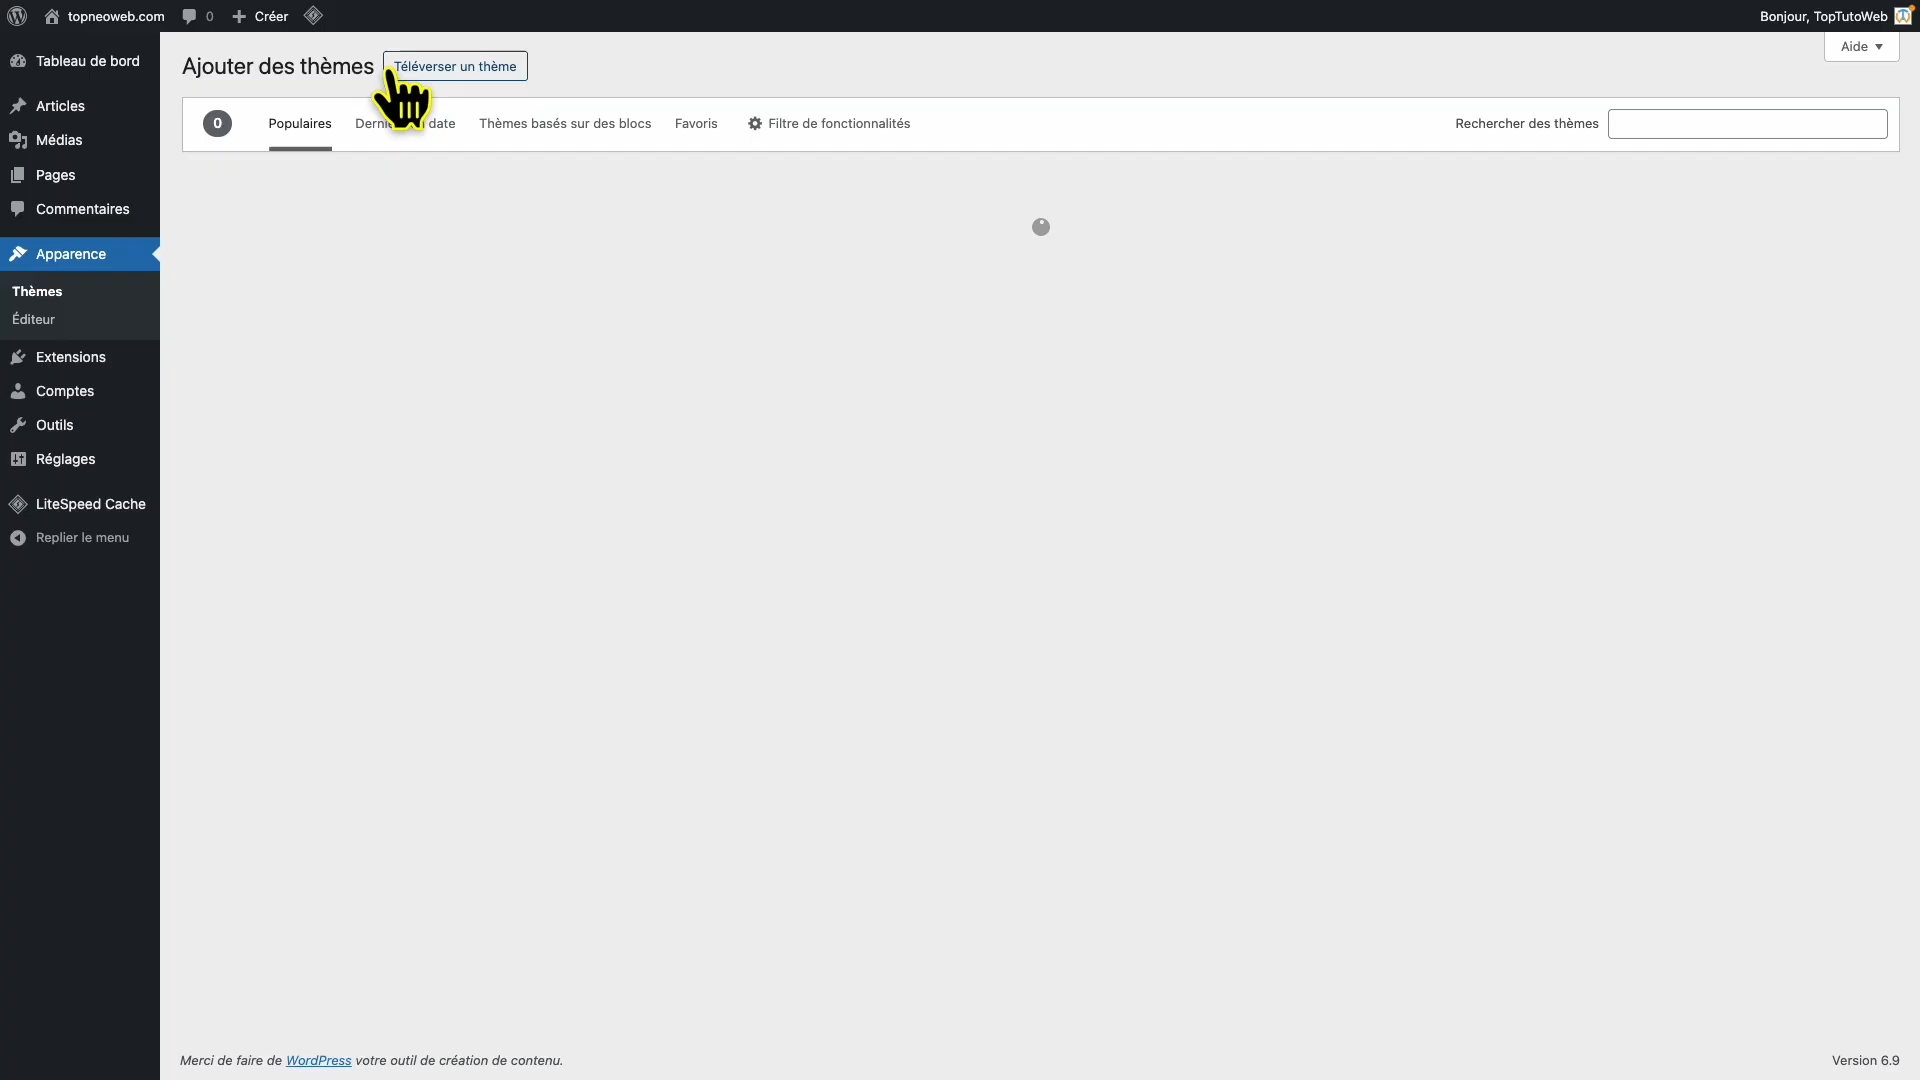 topneoweb.com
0
Créer
Bonjour, TopTutoWeb
Aide
Tableau de bord
Articles
Médias
Pages
Commentaires
Apparence
Thèmes
Éditeur
Extensions
Comptes
Outils
Réglages
LiteSpeed Cache
Replier le menu
Ajouter des thèmes
Téléverser un thème
0
Populaires
date
Thèmes basés sur des blocs
Favoris
Filtre de fonctionnalités
Rechercher des thèmes
Merci de faire de WordPress votre outil de création de contenu.
Version 6.9